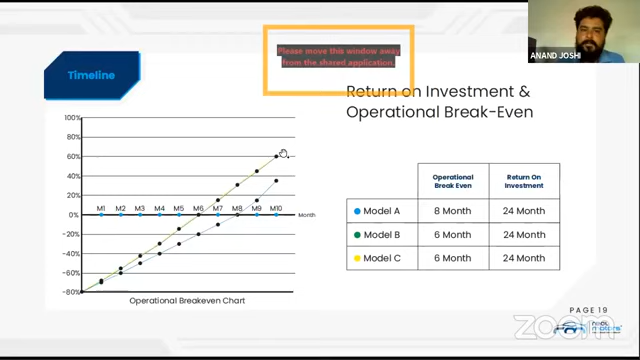 Please move this window away
from the shared application.
ANAND JOSHI
Timeline
Return on Investment &
Operational Break-Even
100%
80%
60%
40%
20%
0%
-20%
-40%
-60%
-80%
M1 M2 M3 M4 M5 M6 M7 M8 M9 M10
Month
Operational Breakeven Chart
Operational Break Even Return On Investment
Model A 8 Month 24 Month
Model B 6 Month 24 Month
Model C 6 Month 24 Month
PAGE 19
motors
zoom